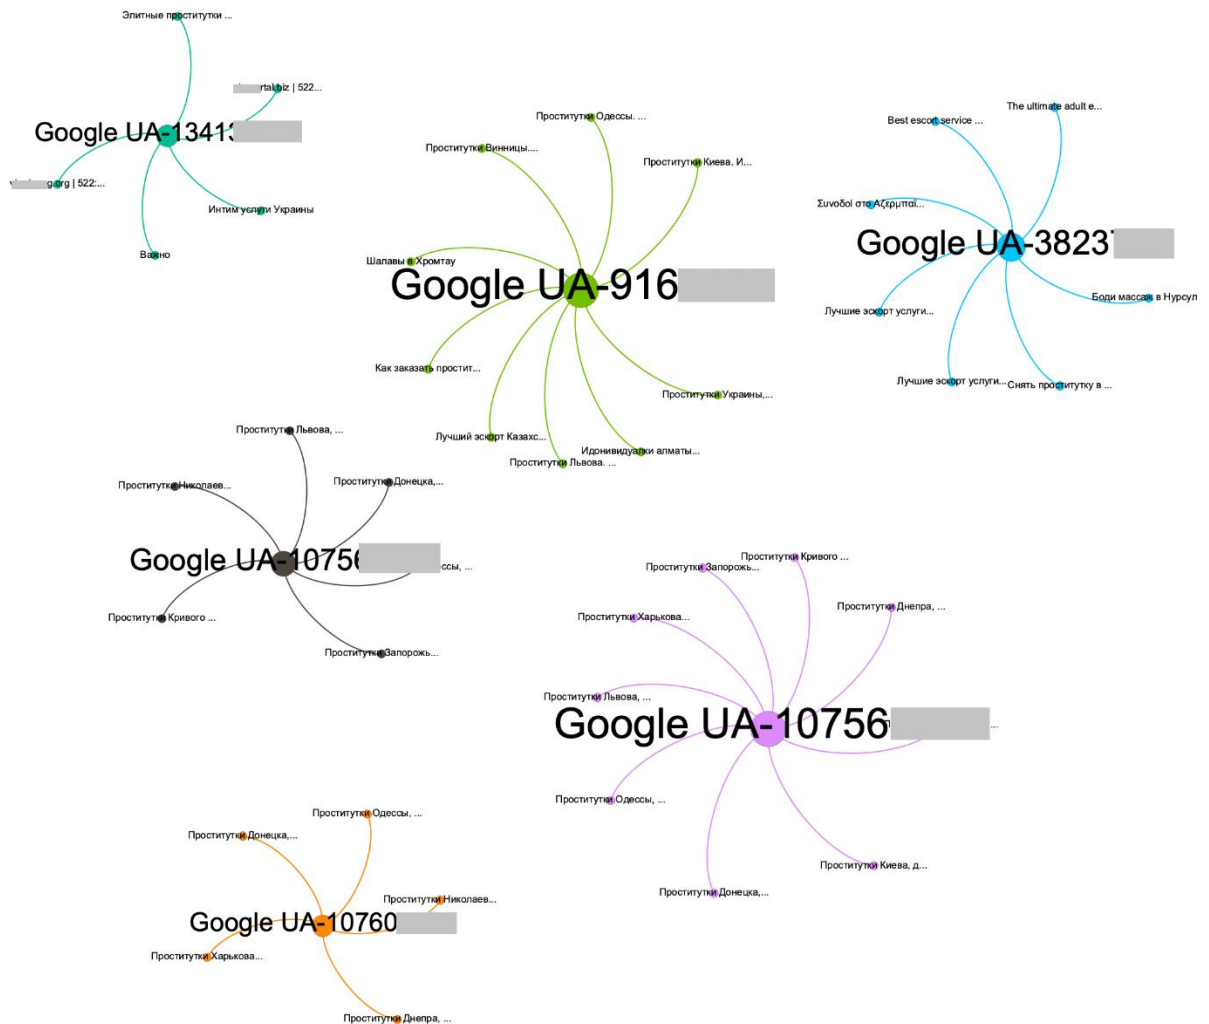 Элитные проститутки ...
rtal.biz | 522...
Google UA-1341
g.org | 522:...
Интим услуги Украины
Важно
Проститутки Одессы. ...
Проститутки Винницы....
Проститутки Киева. И...
Шалавы в Хромтау
Google UA-916
Как заказать простит...
Проститутки Украины,...
Лучший эскорт Казахс...
Идонивидуалки алматы...
Проститутки Львова. ...
The ultimate adult e...
Best escort service ...
Συνοδοί στο Αζερμπαϊ...
Google UA-3823
Боди массаж в Нурсул
Лучшие эскорт услуги...
Лучшие эскорт услуги...
Снять проститутку в ...
Проститутки Львова, ...
Проститутки Николаев...
Проститутки Донецка,...
Google UA-10756
ссы, ...
Проститутки Кривого ...
Проститутки Запорожь...
Проститутки Кривого ...
Проститутки Запорожь...
Проститутки Днепра, ...
Проститутки Харькова...
Проститутки Львова, ...
Google UA-10756
Проститутки Одессы, ...
Проститутки Киева, д...
Проститутки Донецка,...
Проститутки Одессы, ...
Проститутки Донецка,...
Проститутки Николаев...
Google UA-10760
Проститутки Харькова...
Проститутки Днепра, ...